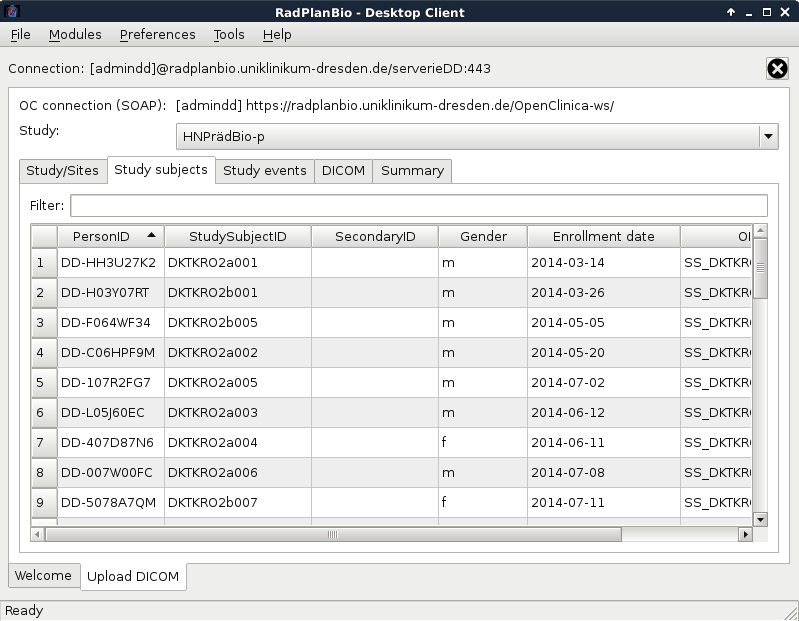 RadPlanBio - Desktop Client
File Modules Preferences Tools Help
Connection: [admindd]@radplanbio.uniklinikum-dresden.de/serverieDD:443
OC connection (SOAP): [admindd] https://radplanbio.uniklinikum-dresden.de/OpenClinica-ws/
Study: HNPrädBio-p
Study/Sites Study subjects Study events DICOM Summary
Filter:
PersonID StudySubjectID SecondaryID Gender Enrollment date OI
1 DD-HH3U27K2 DKTKRO2a001 m 2014-03-14 SS_DKTKR
2 DD-H03Y07RT DKTKRO2b001 m 2014-03-26 SS_DKTKR
3 DD-F064WF34 DKTKRO2b005 m 2014-05-05 SS_DKTKR
4 DD-C06HPF9M DKTKRO2a002 m 2014-05-20 SS_DKTKR
5 DD-107R2FG7 DKTKRO2a005 m 2014-07-02 SS_DKTKR
6 DD-L05J60EC DKTKRO2a003 m 2014-06-12 SS_DKTKR
7 DD-407D87N6 DKTKRO2a004 f 2014-06-11 SS_DKTKR
8 DD-007W00FC DKTKRO2a006 m 2014-07-08 SS_DKTKR
9 DD-5078A7QM DKTKRO2b007 f 2014-07-11 SS_DKTKR
Welcome Upload DICOM
Ready